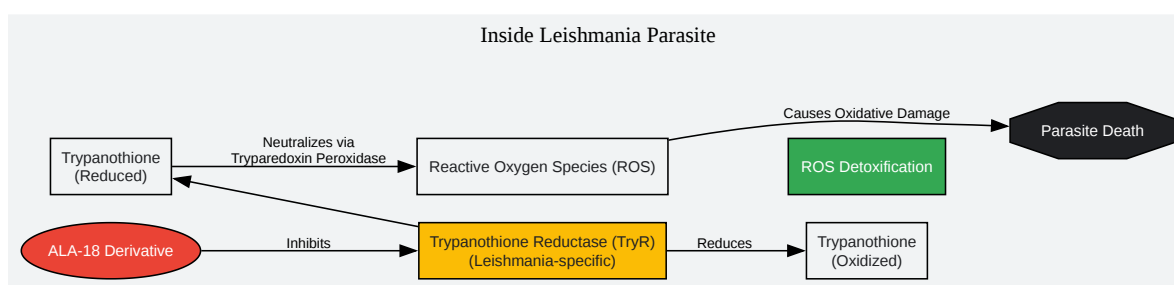 Inside Leishmania Parasite
Causes Oxidative Damage
Parasite Death
Neutralizes via
Tryparedoxin Peroxidase
Trypanothione
(Reduced)
Reactive Oxygen Species (ROS)
ROS Detoxification
ALA-18 Derivative
Inhibits
Trypanothione Reductase (TryR)
(Leishmania-specific)
Reduces
Trypanothione
(Oxidized)